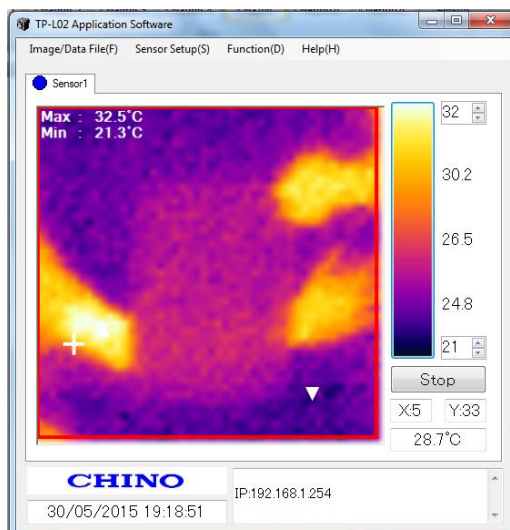 TP-L02 Application Software
Image/Data File(F) Sensor Setup(S) Function(D) Help(H)
Sensor1
Max : 32.5°C
Min : 21.3°C
32
30.2
26.5
24.8
21
Stop
X:5 Y:33
28.7°C
CHINO
IP:192.168.1.254
30/05/2015 19:18:51